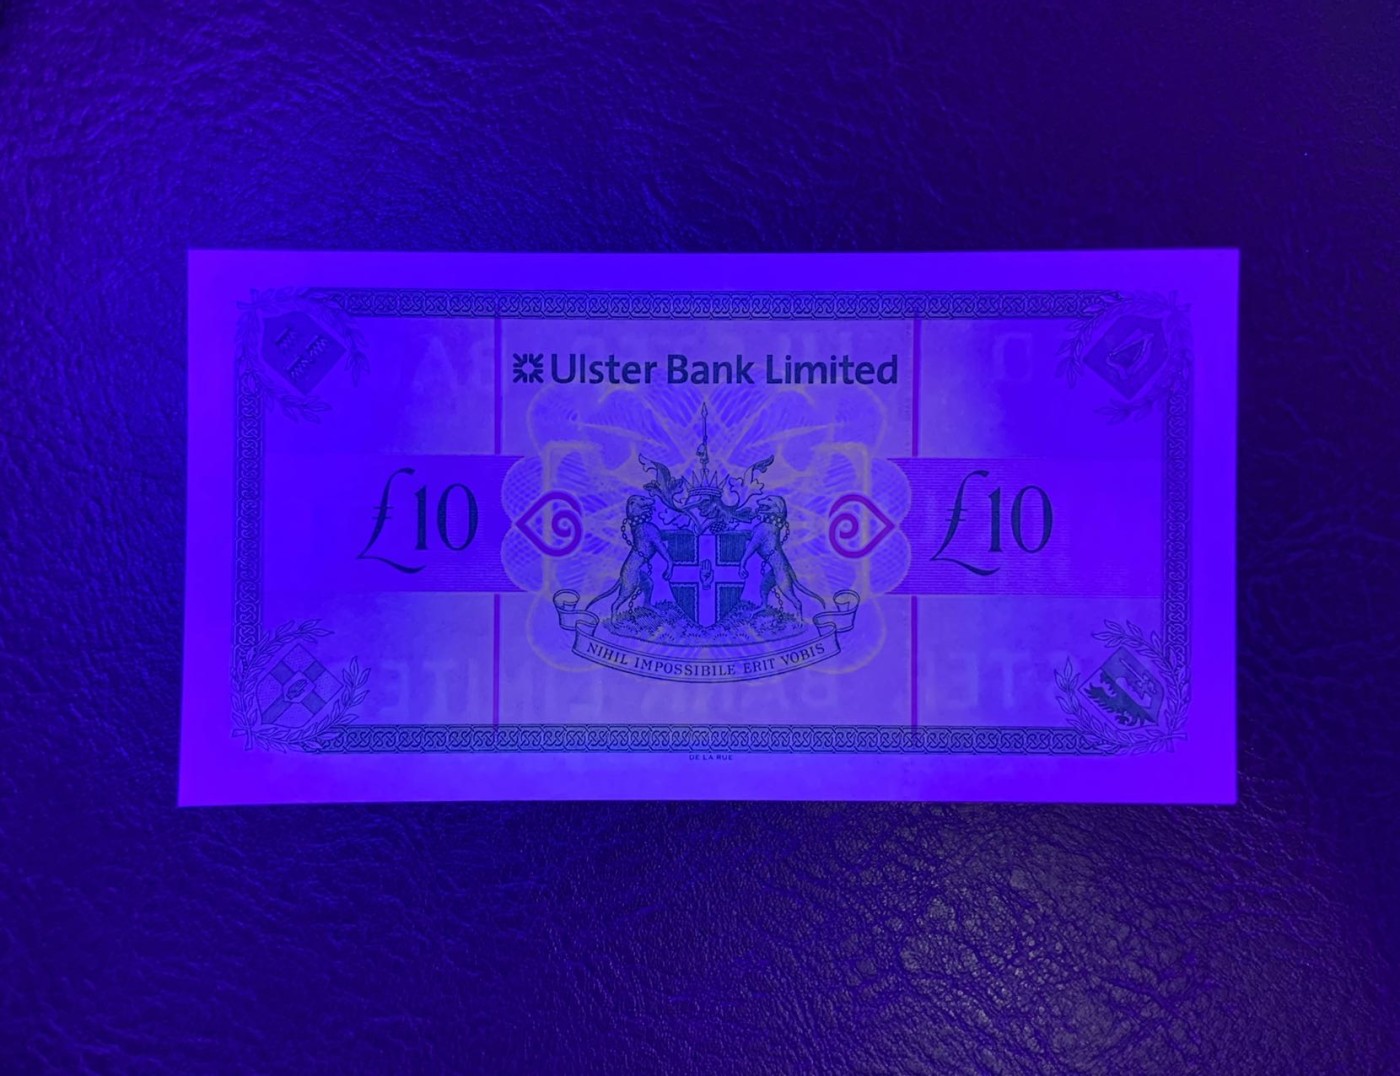 Ulster Bank Limited
£10 £10
NIHIL IMPOSSIBILE ERIT VOBIS
DE LA RUE